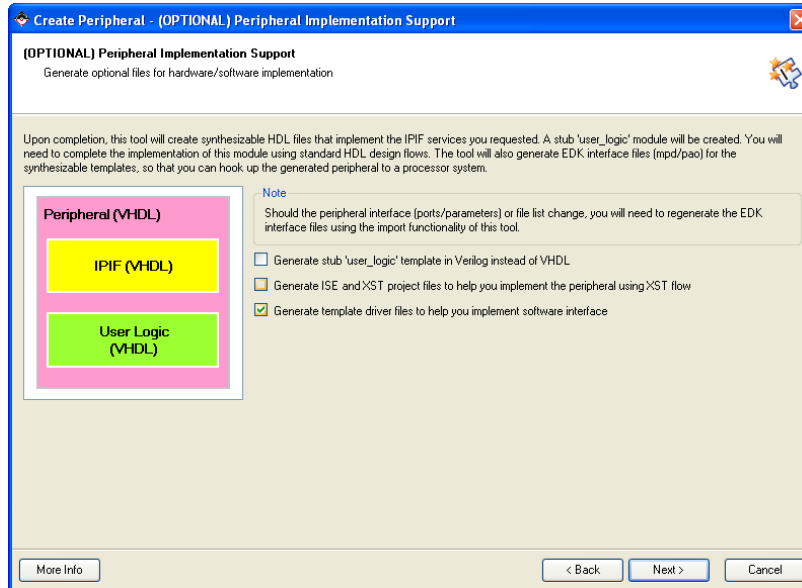 Create Peripheral - (OPTIONAL) Peripheral Implementation Support
(OPTIONAL) Peripheral Implementation Support
Generate optional files for hardware/software implementation
Upon completion, this tool will create synthesizable HDL files that implement the IPIF services you requested. A stub 'user_logic' module will be created. You will
need to complete the implementation of this module using standard HDL design flows. The tool will also generate EDK interface files (mpd/pao) for the
synthesizable templates, so that you can hook up the generated peripheral to a processor system.
Peripheral (VHDL)
IPIF (VHDL)
User Logic
(VHDL)
Note
Should the peripheral interface (ports/parameters) or file list change, you will need to regenerate the EDK
interface files using the import functionality of this tool.
Generate stub 'user_logic' template in Verilog instead of VHDL
Generate ISE and XST project files to help you implement the peripheral using XST flow
Generate template driver files to help you implement software interface
More Info
< Back
Next >
Cancel